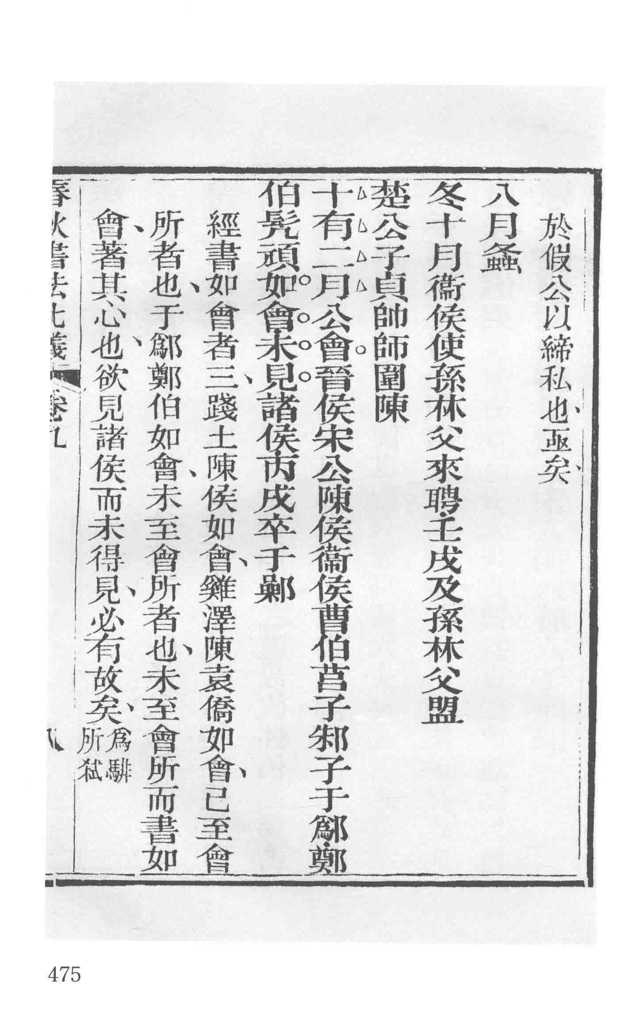 於假公以締私也亟矣
八月螽
冬十月衞侯使孫林父來聘壬戌及孫林父盟
楚公子貞帥師圍陳
十有二月公會晉侯宋公陳侯衞侯曹伯莒子邾子于鄬鄭
伯髠頑如會未見諸侯丙戌卒于鄵
經書如會者三踐土陳侯如會雞澤陳袁僑如會已至會
所者也于鄬鄭伯如會未至會所者也未至會所而書如
會著其心也欲見諸侯而未得見必有故矣爲騑所弑
春秋書法比義 卷九 八
475